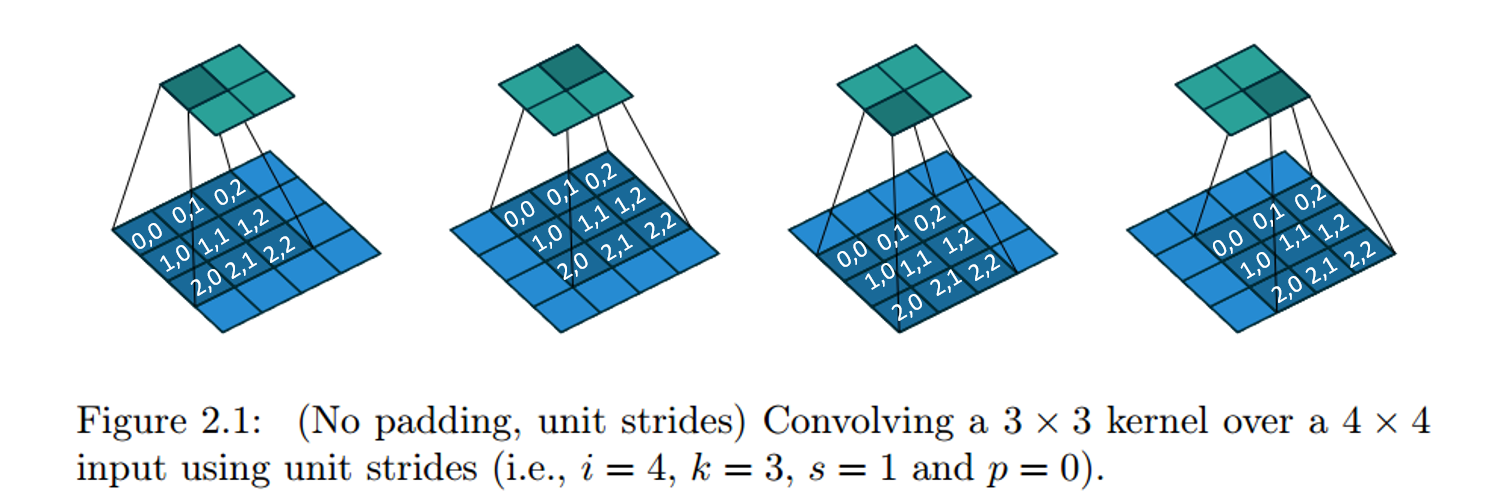 0,0 0,1 0,2
1,0 1,1 1,2
2,0 2,1 2,2
0,0 0,1 0,2
1,0 1,1 1,2
2,0 2,1 2,2
0,0 0,1 0,2
1,0 1,1 1,2
2,0 2,1 2,2
0,0 0,1 0,2
1,0 1,1 1,2
2,0 2,1 2,2
Figure 2.1: (No padding, unit strides) Convolving a 3 × 3 kernel over a 4 × 4
input using unit strides (i.e., i = 4, k = 3, s = 1 and p = 0).